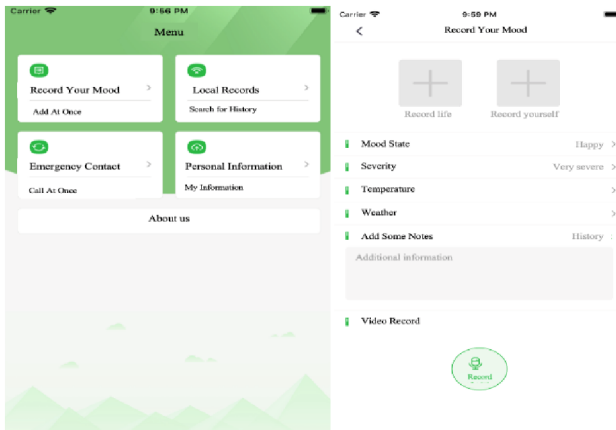 Carrier 9:56 PM
Menu
Record Your Mood
Add At Once
Local Records
Search for History
Emergency Contact
Call At Once
Personal Information
My Information
About us
Carrier 9:59 PM
Record Your Mood
Record life
Record yourself
Mood State Happy
Severity Very severe
Temperature
Weather
Add Some Notes History
Additional information
Video Record
Record